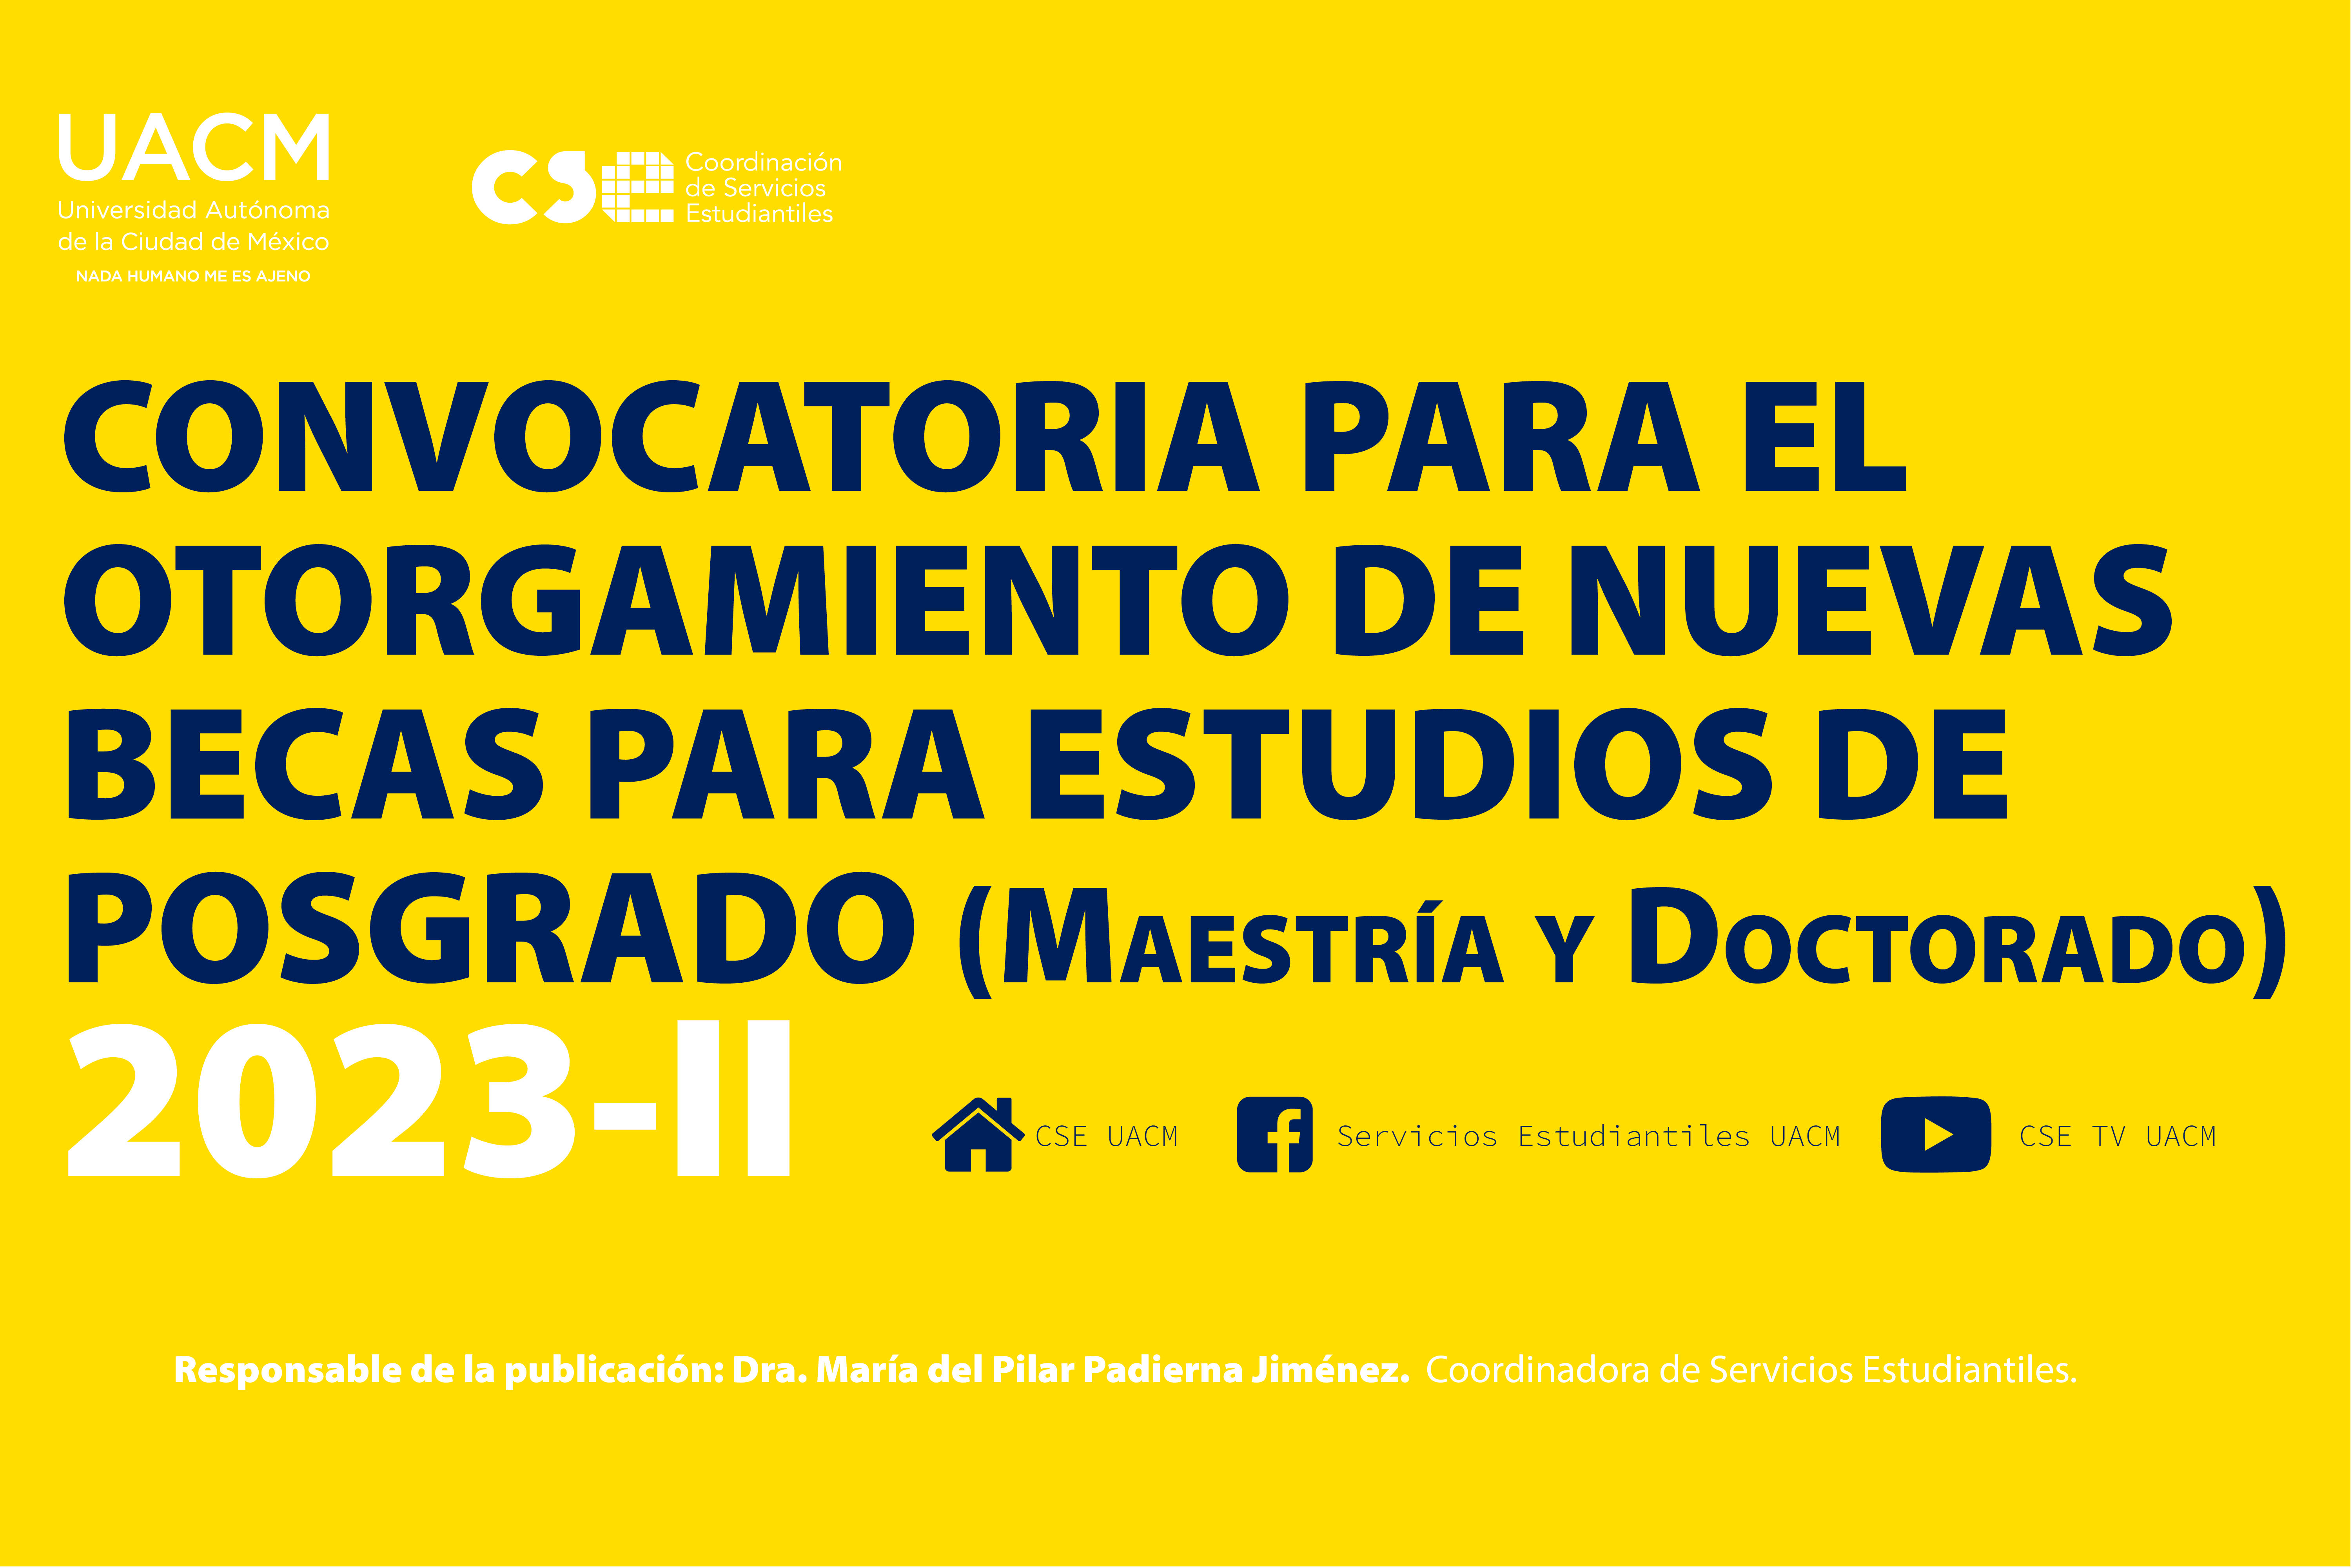 UACM
Universidad Autónoma
de la Ciudad de México
NADA HUMANO ME ES AJENO
cse
Coordinación
de Servicios
Estudiantiles
CONVOCATORIA PARA EL
OTORGAMIENTO DE NUEVAS
BECAS PARA ESTUDIOS DE
POSGRADO (MAESTRÍA Y DOCTORADO)
2023-II
CSE UACM
Servicios Estudiantiles UACM
CSE TV UACM
Responsable de la publicación: Dra. María del Pilar Padierna Jiménez. Coordinadora de Servicios Estudiantiles.